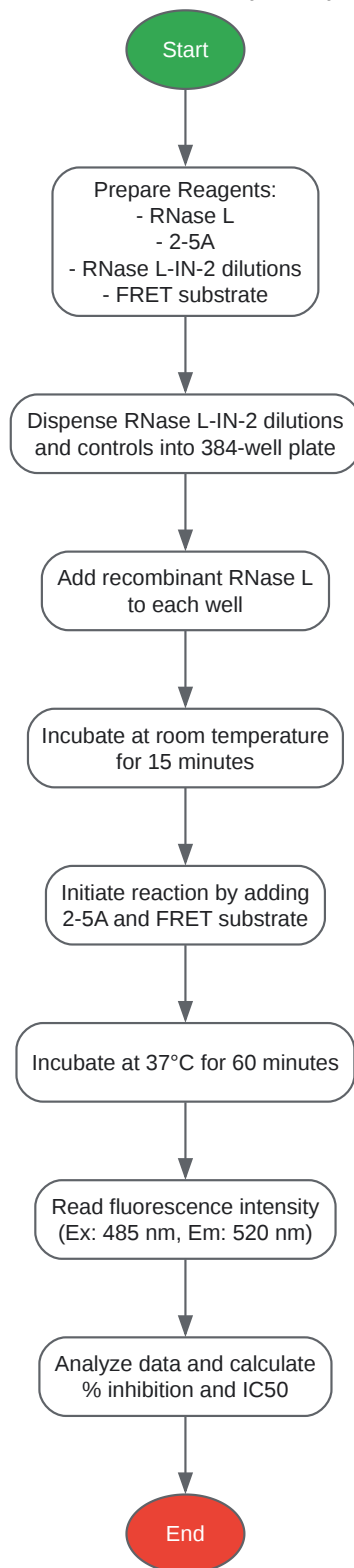 Start
Prepare Reagents:
- RNase L
- 2-5A
- RNase L-IN-2 dilutions
- FRET substrate
Dispense RNase L-IN-2 dilutions
and controls into 384-well plate
Add recombinant RNase L
to each well
Incubate at room temperature
for 15 minutes
Initiate reaction by adding
2-5A and FRET substrate
Incubate at 37°C for 60 minutes
Read fluorescence intensity
(Ex: 485 nm, Em: 520 nm)
Analyze data and calculate
% inhibition and IC50
End